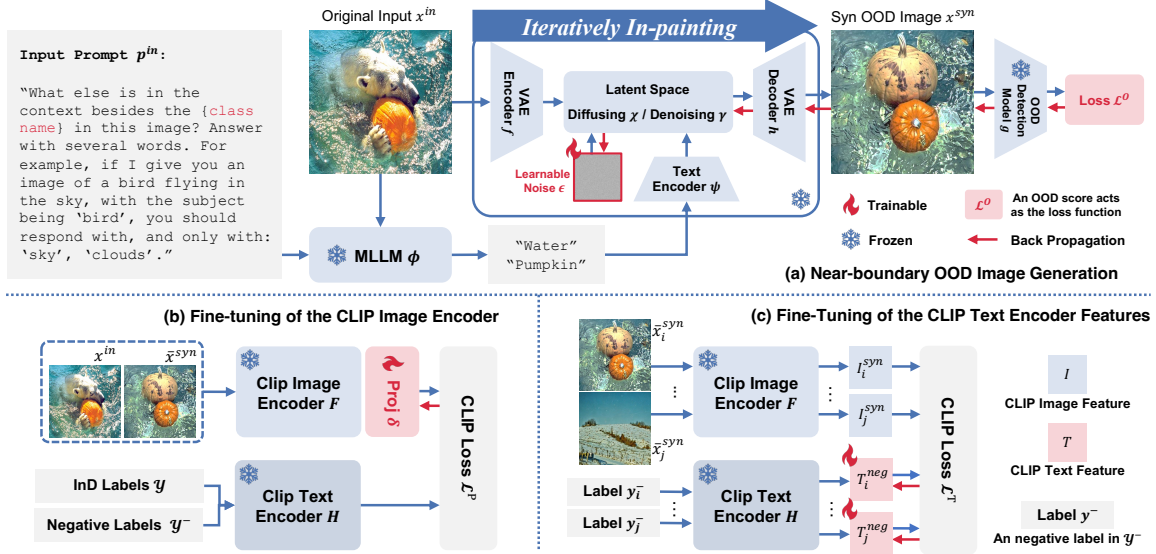 Original Input x^in
Iteratively In-painting
Syn OOD Image x^syn
Input Prompt p^in:
“What else is in the
context besides the {class
name} in this image? Answer
with several words. For
example, if I give you an
image of a bird flying in
the sky, with the subject
being ‘bird’, you should
respond with, and only with:
‘sky’, ‘clouds’.”
VAE
Encoder f
Latent Space
Diffusing χ / Denoising γ
VAE
Decoder h
OOD
Detection
Model g
Loss ℒ^O
Learnable
Noise ϵ
Text
Encoder ψ
MLLM ϕ
“Water”
“Pumpkin”
Trainable
ℒ^O
An OOD score acts
as the loss function
Frozen
Back Propagation
(a) Near-boundary OOD Image Generation
(b) Fine-tuning of the CLIP Image Encoder
x^in
x̄^syn
Clip Image
Encoder F
Proj δ
CLIP Loss ℒ^P
InD Labels 𝒴
Negative Labels 𝒴^−
Clip Text
Encoder H
(c) Fine-Tuning of the CLIP Text Encoder Features
x̄_i^syn
x̄_j^syn
Clip Image
Encoder F
I_i^syn
I_j^syn
CLIP Loss ℒ^T
Label y_i^−
Label y_j^−
Clip Text
Encoder H
T_i^neg
T_j^neg
I
CLIP Image Feature
T
CLIP Text Feature
Label y^−
An negative label in 𝒴^−